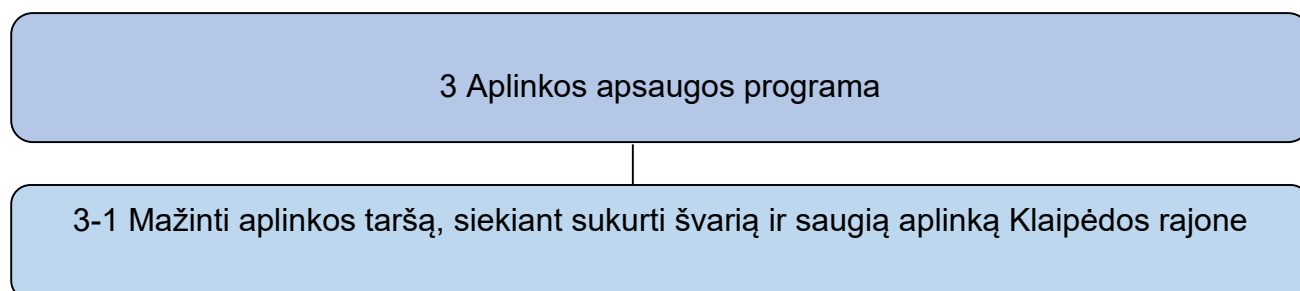 3 Aplinkos apsaugos programa
3-1 Mažinti aplinkos taršą, siekiant sukurti švarią ir saugią aplinką Klaipėdos rajone